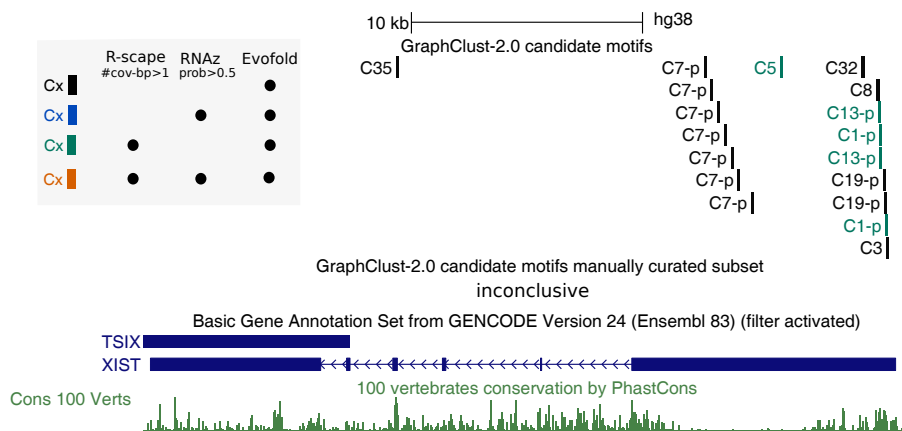 10 kb hg38
GraphClust-2.0 candidate motifs
R-scape RNAz Evofold
#cov-bp>1 prob>0.5
Cx
Cx
Cx
Cx
C35 C7-p C5 C32
C7-p C8
C7-p C13-p
C7-p C1-p
C7-p C13-p
C7-p C19-p
C7-p C19-p
C1-p
C3
GraphClust-2.0 candidate motifs manually curated subset
inconclusive
Basic Gene Annotation Set from GENCODE Version 24 (Ensembl 83) (filter activated)
TSIX
XIST
100 vertebrates conservation by PhastCons
Cons 100 Verts